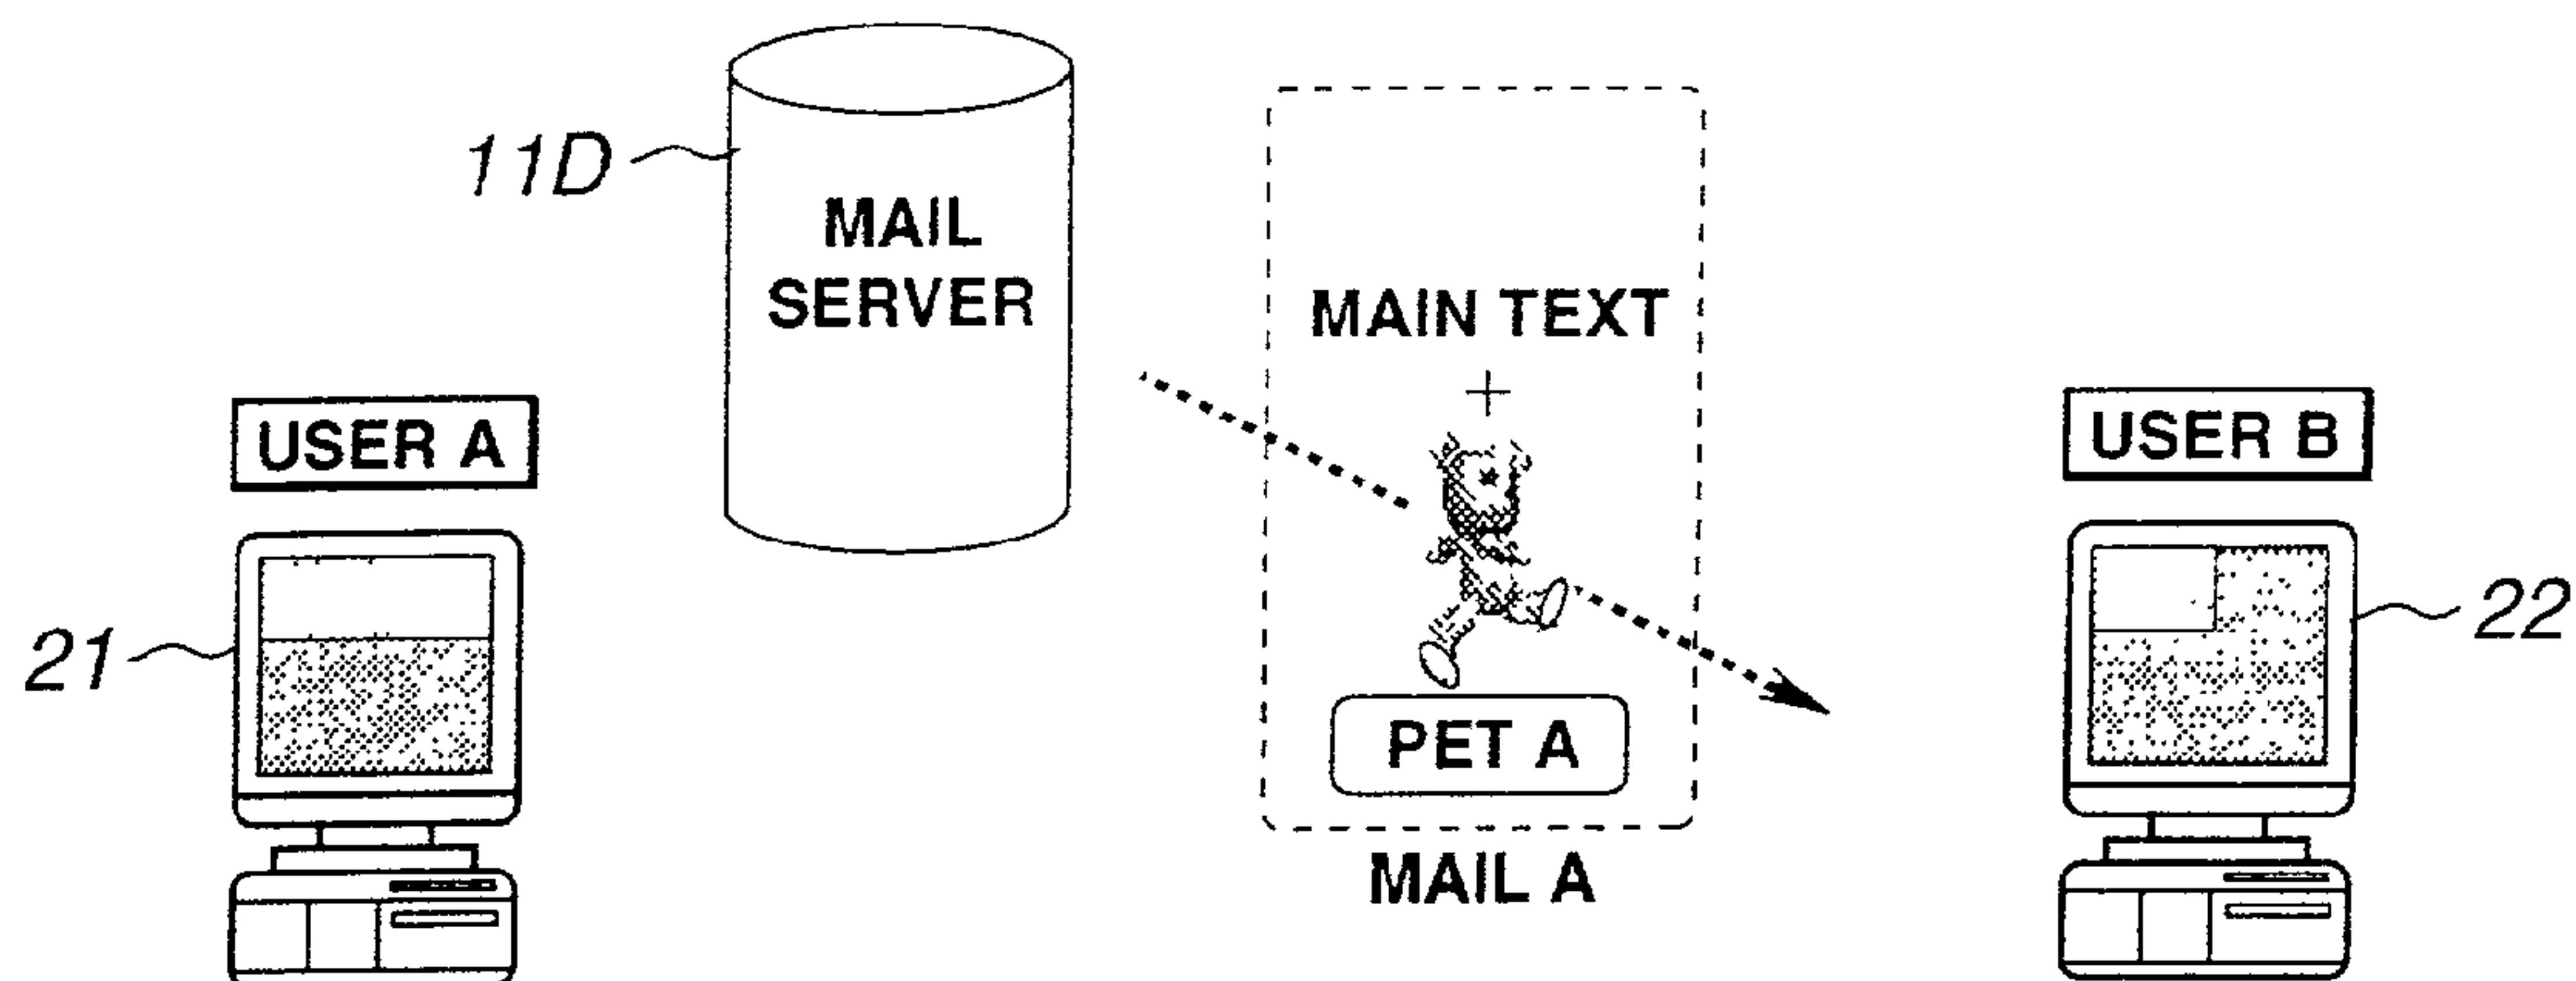 11D
MAIL
SERVER
MAIN TEXT
+
USER A
USER B
21
22
PET A
MAIL A